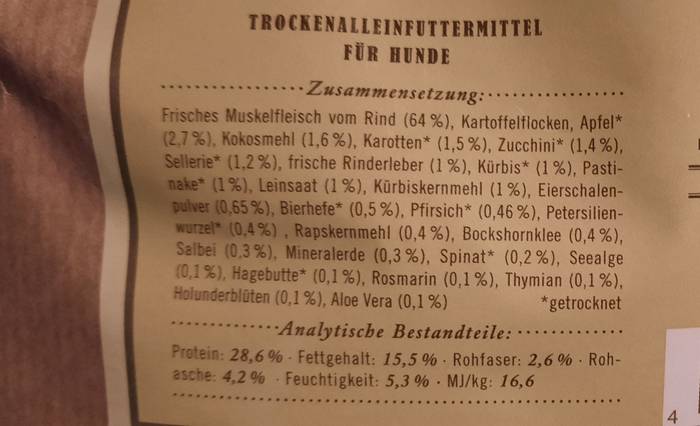 TROCKENALLEINFUTTERMITTEL
FÜR HUNDE
Zusammensetzung:
Frisches Muskelfleisch vom Rind (64 %), Kartoffelflocken, Apfel*
(2,7 %), Kokosmehl (1,6 %), Karotten* (1,5 %), Zucchini* (1,4 %),
Sellerie* (1,2 %), frische Rinderleber (1 %), Kürbis* (1 %), Pasti-
nake* (1 %), Leinsaat (1 %), Kürbiskernmehl (1 %), Eierschalen-
pulver (0,65 %), Bierhefe* (0,5 %), Pfirsich* (0,46 %), Petersilien-
wurzel* (0,4 %) , Rapskernmehl (0,4 %), Bockshornklee (0,4 %),
Salbei (0,3 %), Mineralerde (0,3 %), Spinat* (0,2 %), Seealge
(0,1 %), Hagebutte* (0,1 %), Rosmarin (0,1 %), Thymian (0,1 %),
Holunderblüten (0,1 %), Aloe Vera (0,1 %) *getrocknet
Analytische Bestandteile:
Protein: 28,6 % · Fettgehalt: 15,5 % · Rohfaser: 2,6 % · Roh-
asche: 4,2 % · Feuchtigkeit: 5,3 % · MJ/kg: 16,6
4